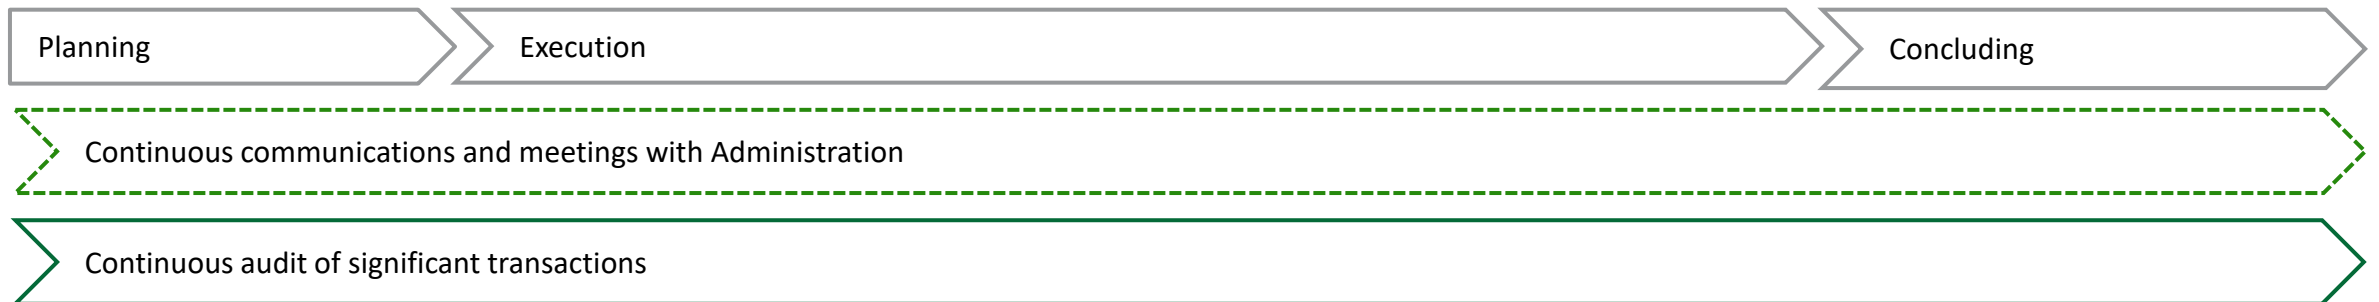 Planning
Execution
Concluding
Continuous communications and meetings with Administration
Continuous audit of significant transactions